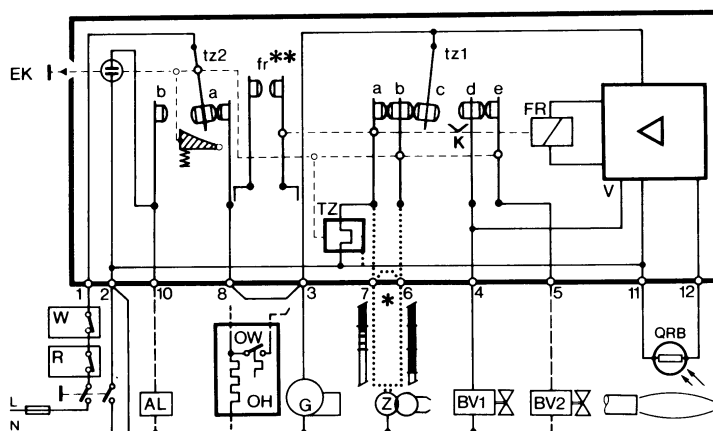 tz2
fr**
tz1
EK
b
a
a
b
c
d
e
FR
K
V
TZ
1
2
10
8
3
7
*
6
4
5
11
12
W
R
OW
OH
QRB
L
N
AL
G
Z
BV1
BV2